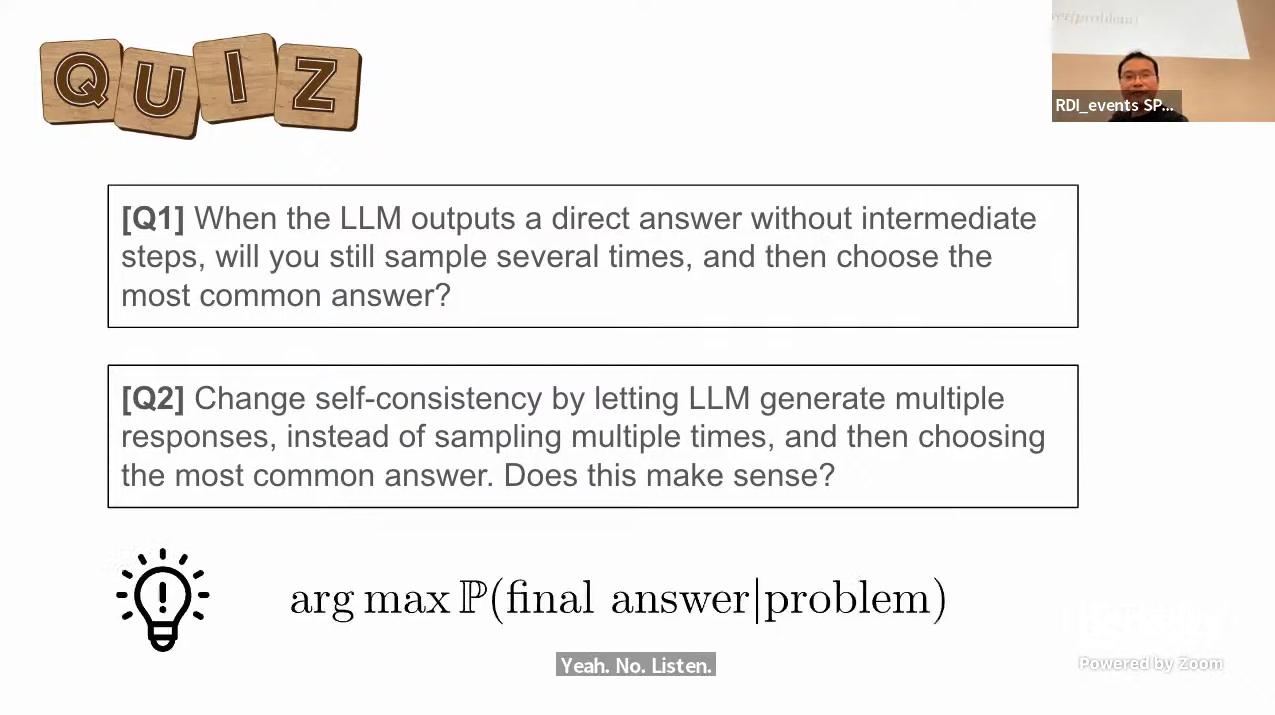 QUIZ
RDI_events SP...
[Q1] When the LLM outputs a direct answer without intermediate
steps, will you still sample several times, and then choose the
most common answer?
[Q2] Change self-consistency by letting LLM generate multiple
responses, instead of sampling multiple times, and then choosing
the most common answer. Does this make sense?
arg max ℙ(final answer|problem)
Yeah. No. Listen.
Powered by Zoom